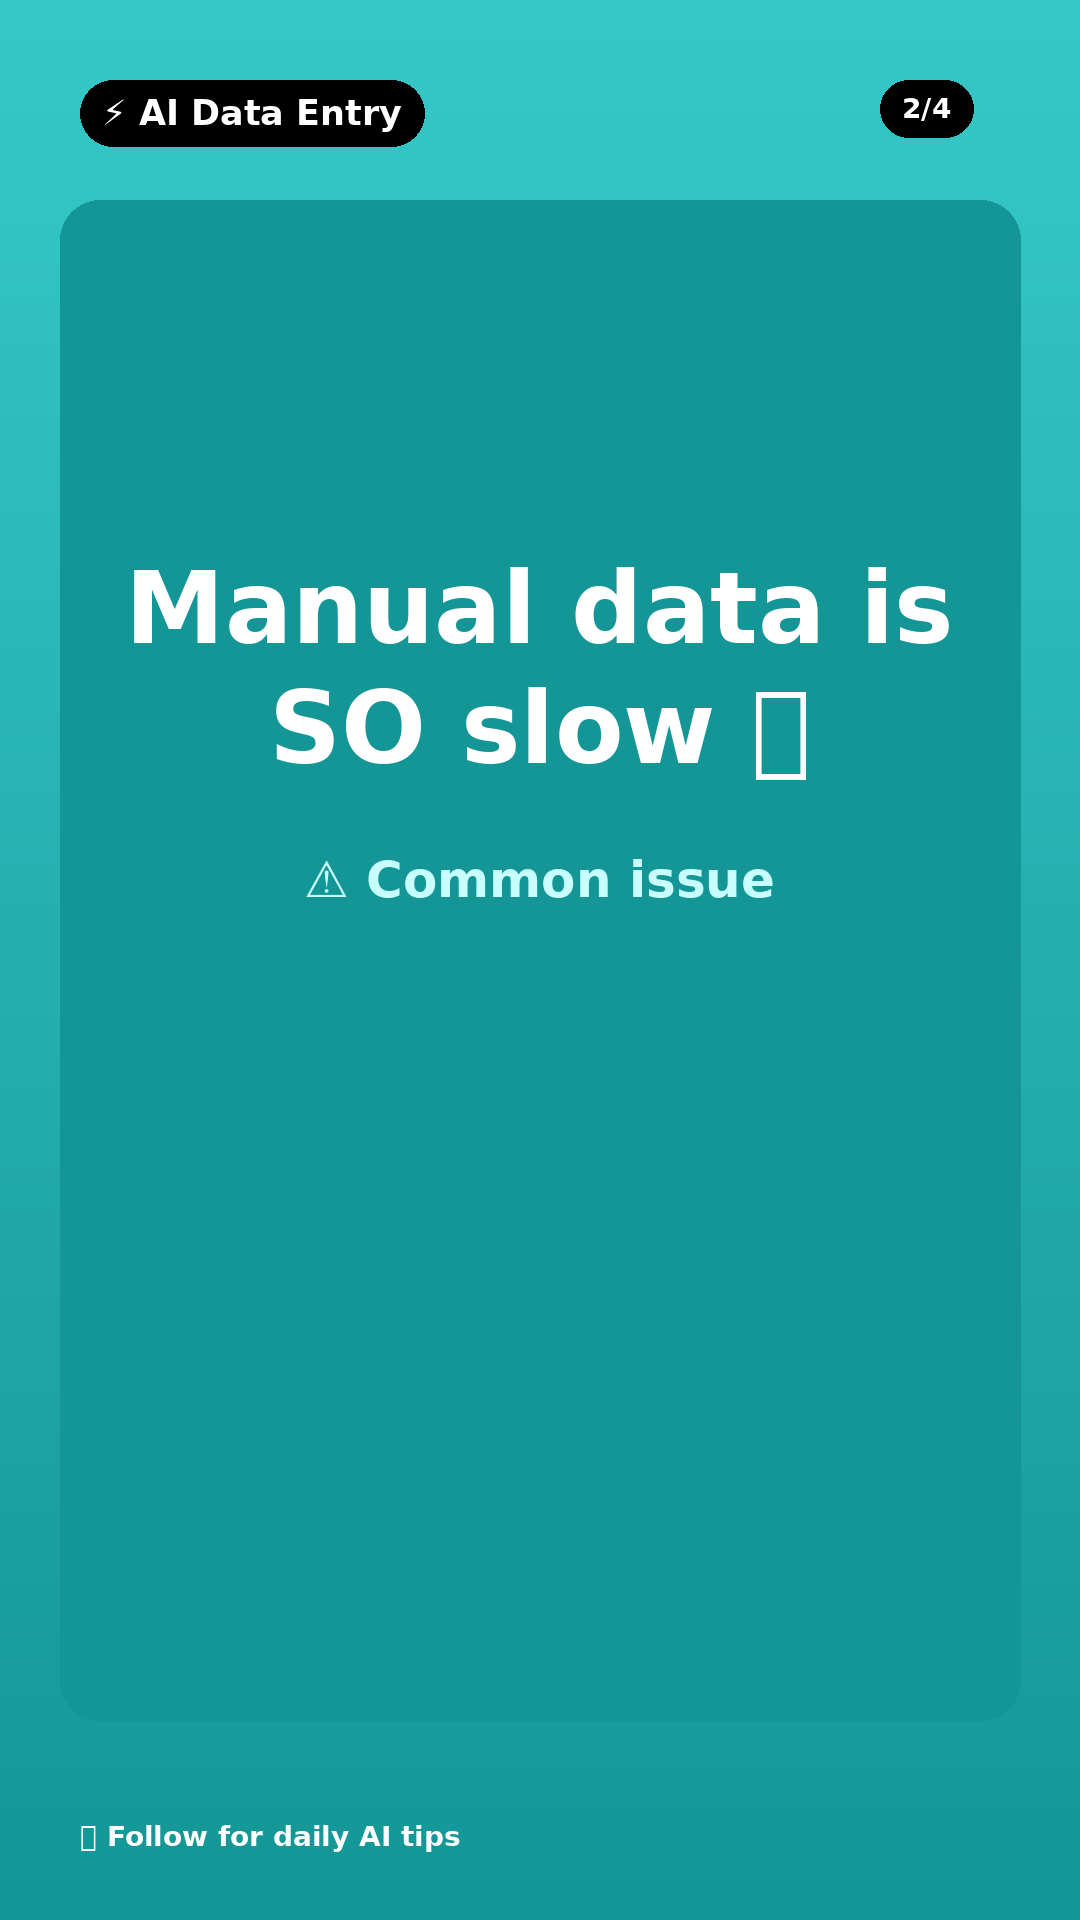 ⚡ AI Data Entry
2/4
Manual data is
SO slow
⚠ Common issue
Follow for daily AI tips